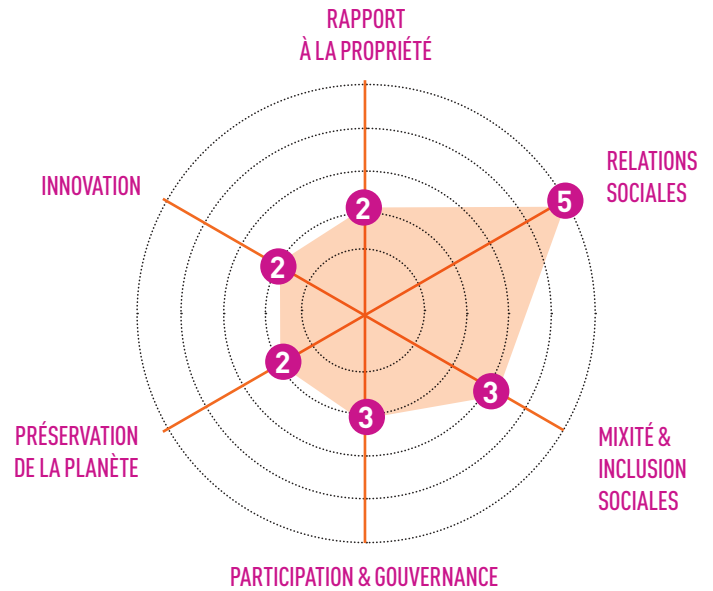 RAPPORT
À LA PROPRIÉTÉ
RELATIONS
SOCIALES
5
INNOVATION
2
2
2
3
3
PRÉSERVATION
DE LA PLANÈTE
MIXITÉ &
INCLUSION
SOCIALES
PARTICIPATION & GOUVERNANCE